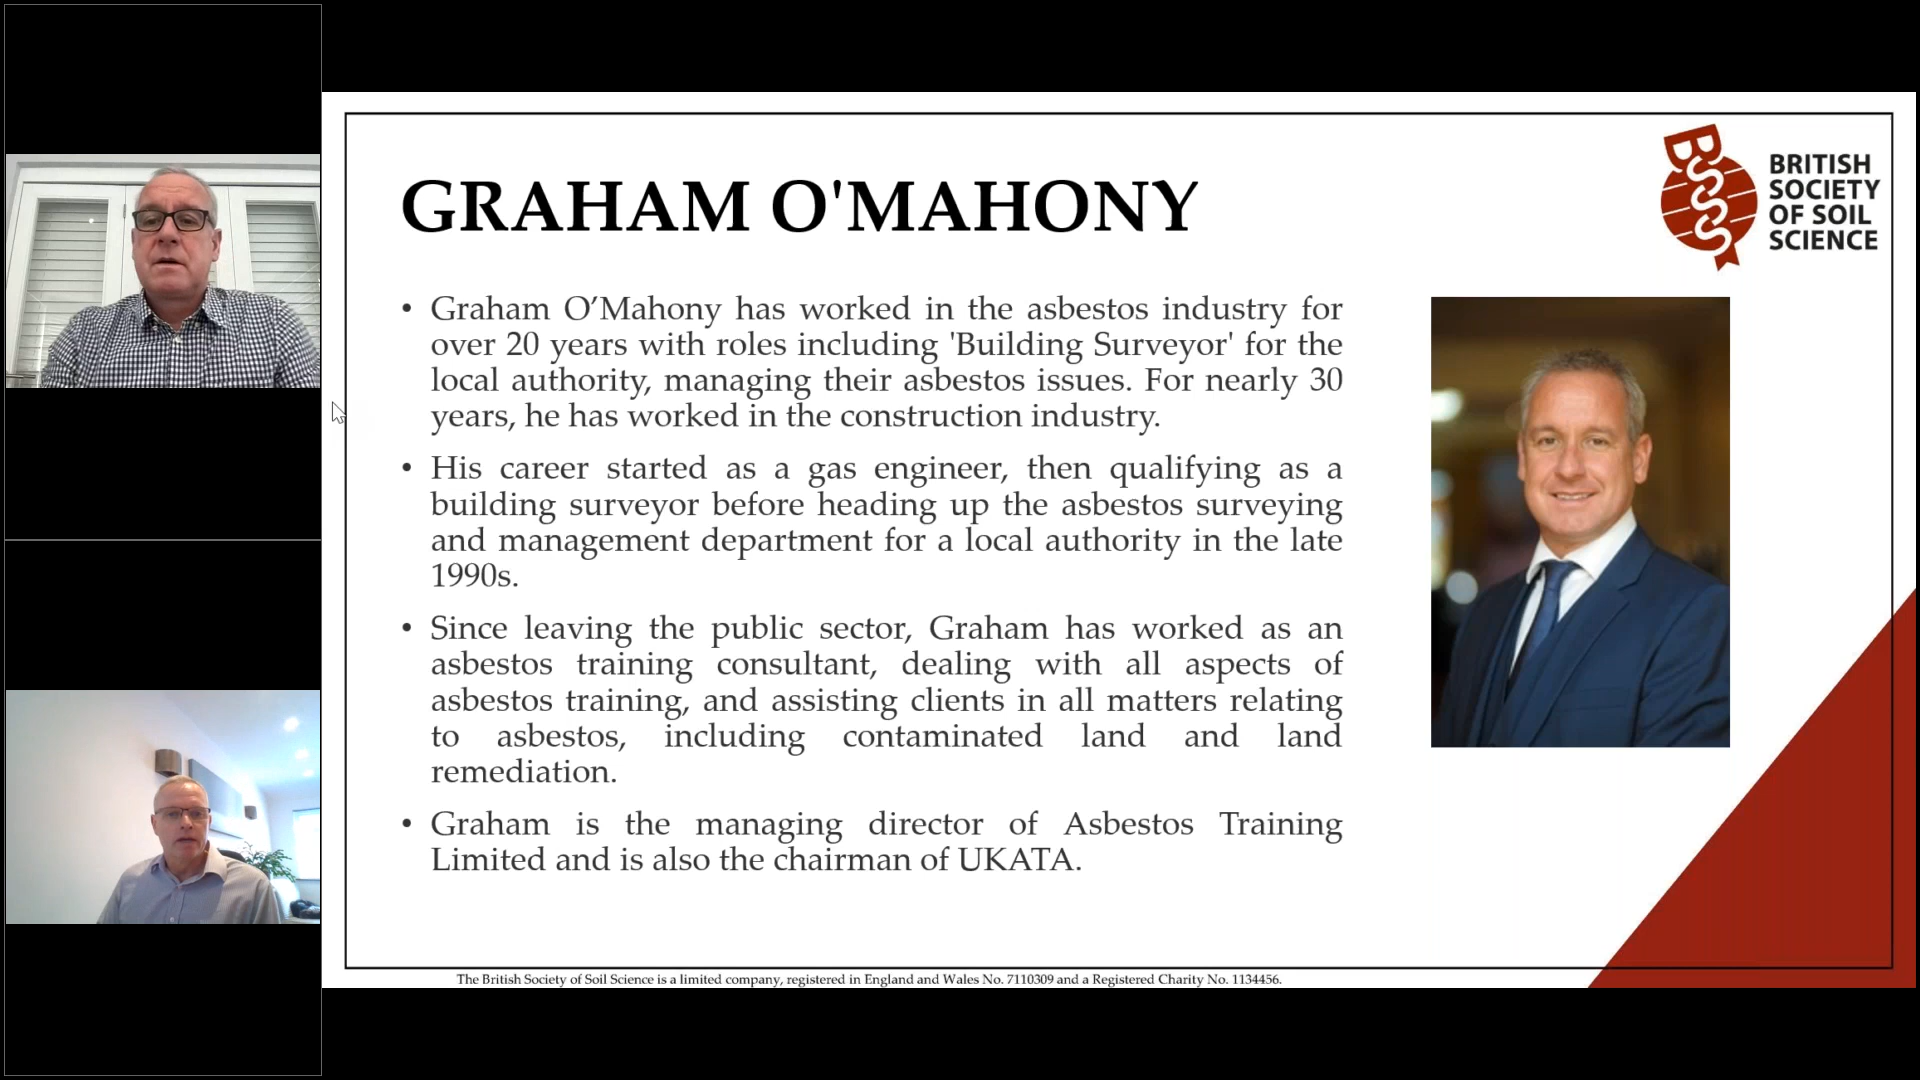 GRAHAM O'MAHONY
BSSS
BRITISH
SOCIETY
OF SOIL
SCIENCE
• Graham O’Mahony has worked in the asbestos industry for
over 20 years with roles including 'Building Surveyor' for the
local authority, managing their asbestos issues. For nearly 30
years, he has worked in the construction industry.
• His career started as a gas engineer, then qualifying as a
building surveyor before heading up the asbestos surveying
and management department for a local authority in the late
1990s.
• Since leaving the public sector, Graham has worked as an
asbestos training consultant, dealing with all aspects of
asbestos training, and assisting clients in all matters relating
to asbestos, including contaminated land and land
remediation.
• Graham is the managing director of Asbestos Training
Limited and is also the chairman of UKATA.
The British Society of Soil Science is a limited company, registered in England and Wales No. 7110309 and a Registered Charity No. 1134456.